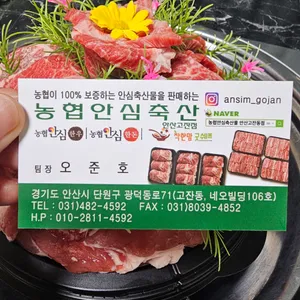 농협이 100% 보증하는 안심축산물을 판매하는
ansim_gojan
농협안심축산
NAVER
안산고잔점
농협안심한우 농협안심한돈
팀장 오준호
경기도 안산시 단원구 광덕동로71(고잔동, 네오빌딩106호)
TEL : 031)482-4592 FAX : 031)8039-4852
H.P : 010-2811-4592